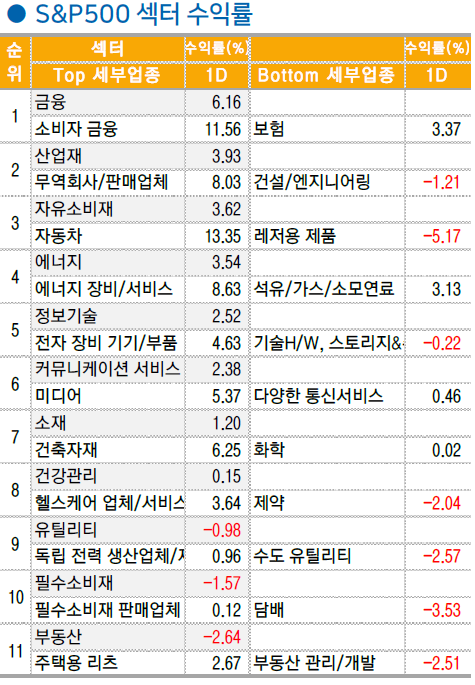 ● S&P500 섹터 수익률
순위 섹터 수익률(%) 수익률(%)
Top 세부업종 1D Bottom 세부업종 1D
1 금융 6.16
소비자 금융 11.56 보험 3.37
2 산업재 3.93
무역회사/판매업체 8.03 건설/엔지니어링 -1.21
3 자유소비재 3.62
자동차 13.35 레저용 제품 -5.17
4 에너지 3.54
에너지 장비/서비스 8.63 석유/가스/소모연료 3.13
5 정보기술 2.52
전자 장비 기기/부품 4.63 기술H/W, 스토리지& -0.22
6 커뮤니케이션 서비스 2.38
미디어 5.37 다양한 통신서비스 0.46
7 소재 1.20
건축자재 6.25 화학 0.02
8 건강관리 0.15
헬스케어 업체/서비스 3.64 제약 -2.04
9 유틸리티 -0.98
독립 전력 생산업체/ 0.96 수도 유틸리티 -2.57
10 필수소비재 -1.57
필수소비재 판매업체 0.12 담배 -3.53
11 부동산 -2.64
주택용 리츠 2.67 부동산 관리/개발 -2.51